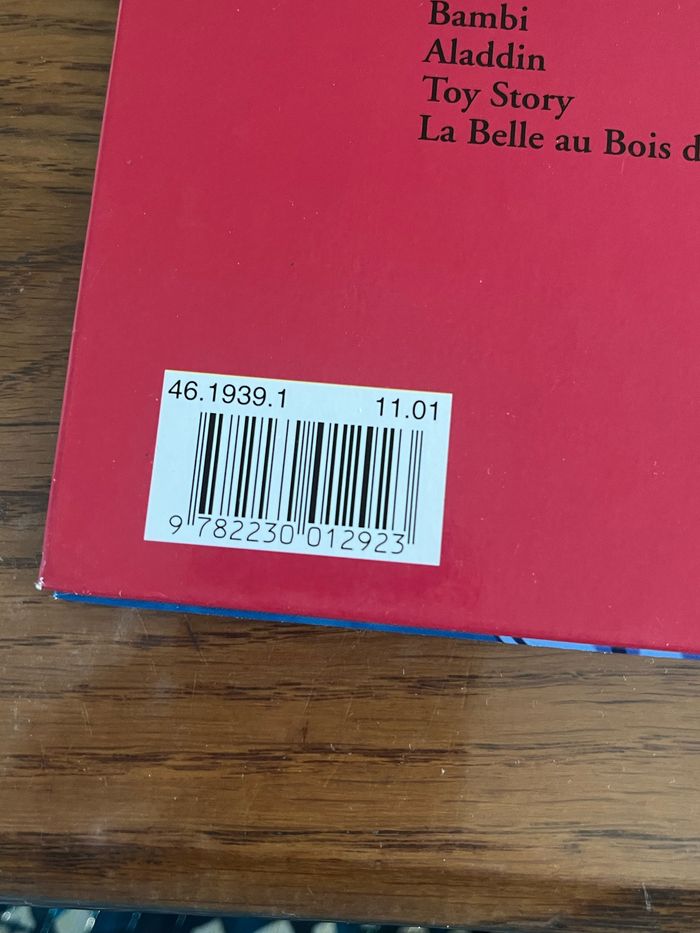 Bambi
Aladdin
Toy Story
La Belle au Bois d
46.1939.1 11.01
9 782230 012923